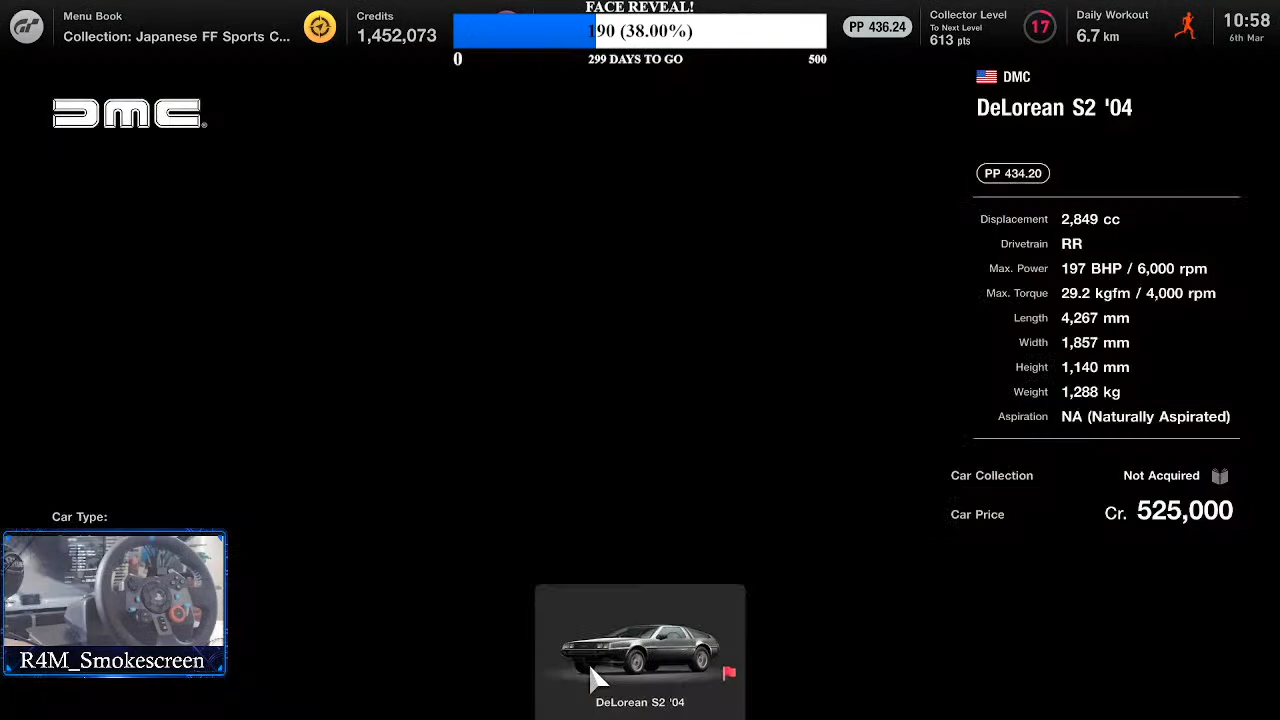 Menu Book
Collection: Japanese FF Sports C...
Credits
1,452,073
FACE REVEAL!
190 (38.00%)
0
299 DAYS TO GO
500
PP 436.24
Collector Level
To Next Level
613 pts
17
Daily Workout
6.7 km
10:58
6th Mar
DMC
DMC
DeLorean S2 '04
PP 434.20
Displacement 2,849 cc
Drivetrain RR
Max. Power 197 BHP / 6,000 rpm
Max. Torque 29.2 kgfm / 4,000 rpm
Length 4,267 mm
Width 1,857 mm
Height 1,140 mm
Weight 1,288 kg
Aspiration NA (Naturally Aspirated)
Car Collection Not Acquired
Car Price Cr. 525,000
Car Type:
R4M_Smokescreen
DeLorean S2 '04